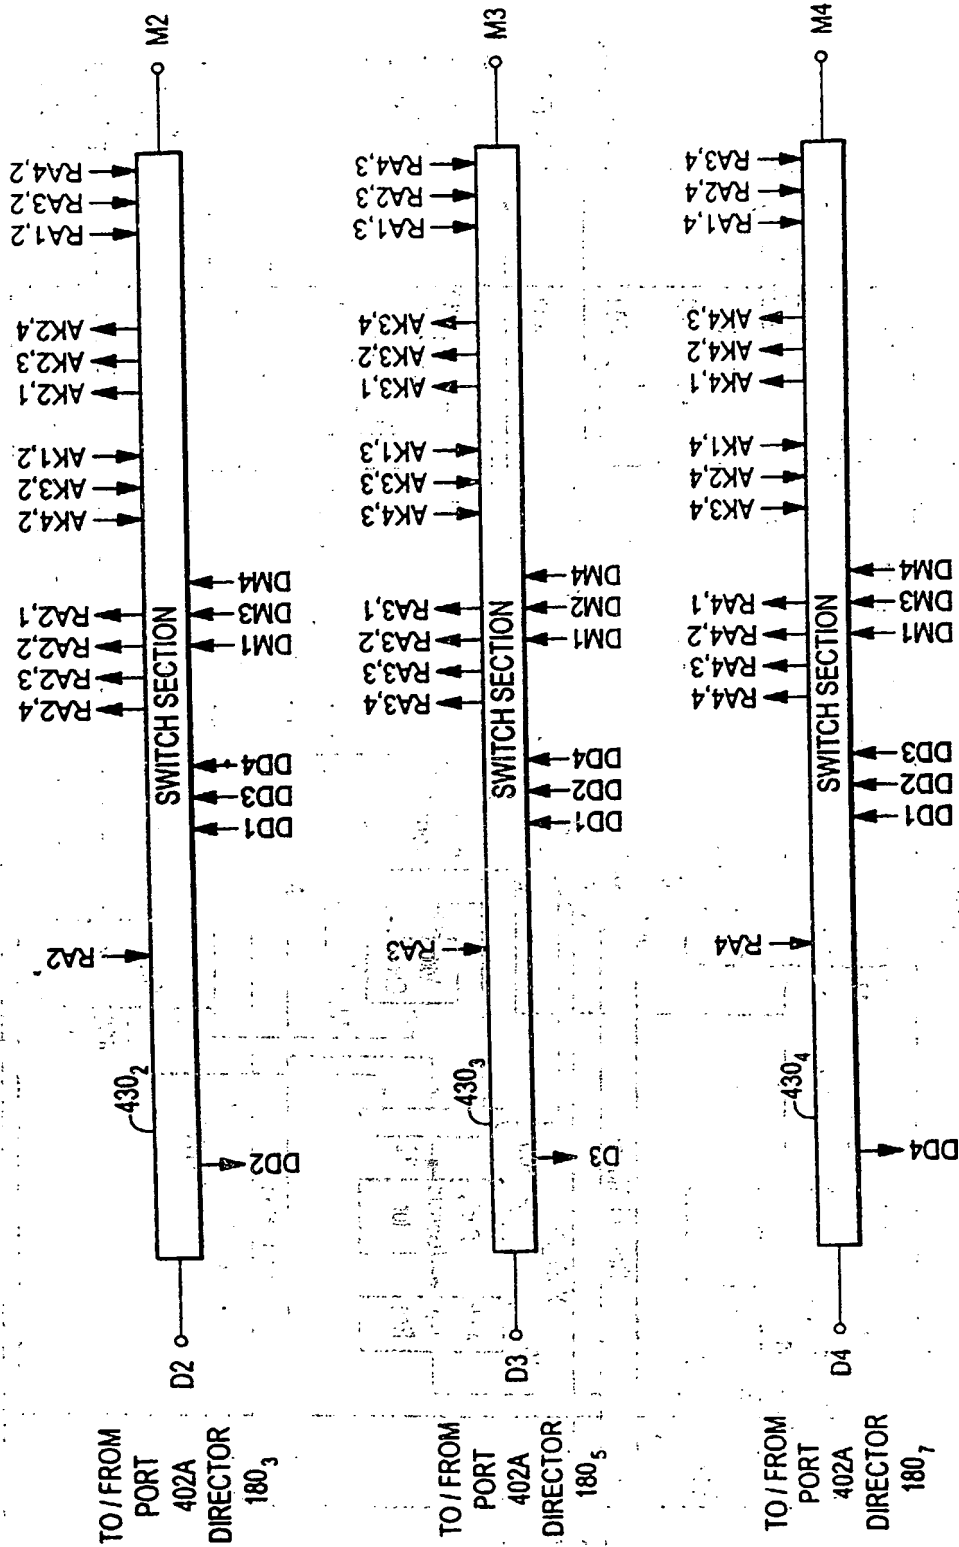 RA4,2
RA3,2
RA1,2
AK2,4
AK2,3
AK2,1
AK1,2
AK3,2
AK4,2
RA2,1
RA2,2
RA2,3
RA2,4
RA2
430₂
M2
SWITCH SECTION
D2
DM4
DM3
DM1
DD4
DD3
DD1
DD2
TO / FROM
PORT
402A
DIRECTOR
180₃
RA4,3
RA2,3
RA1,3
AK3,4
AK3,2
AK3,1
AK1,3
AK3,3
AK4,3
RA3,1
RA3,2
RA3,3
RA3,4
RA3
430₃
M3
SWITCH SECTION
D3
DM4
DM2
DM1
DD4
DD2
DD1
D3
TO / FROM
PORT
402A
DIRECTOR
180₅
RA3,4
RA2,4
RA1,4
AK4,3
AK4,2
AK4,1
AK1,4
AK2,4
AK3,4
RA4,1
RA4,2
RA4,3
RA4,4
RA4
430₄
M4
SWITCH SECTION
D4
DM4
DM3
DM1
DD3
DD2
DD1
DD4
TO / FROM
PORT
402A
DIRECTOR
180₇